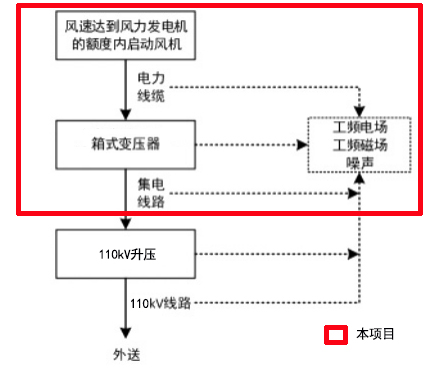 风速达到风力发电机
的额度内启动风机
电力
线缆
工频电场
工频磁场
噪声
箱式变压器
集电
线路
110kV升压
110kV线路
本项目
外送